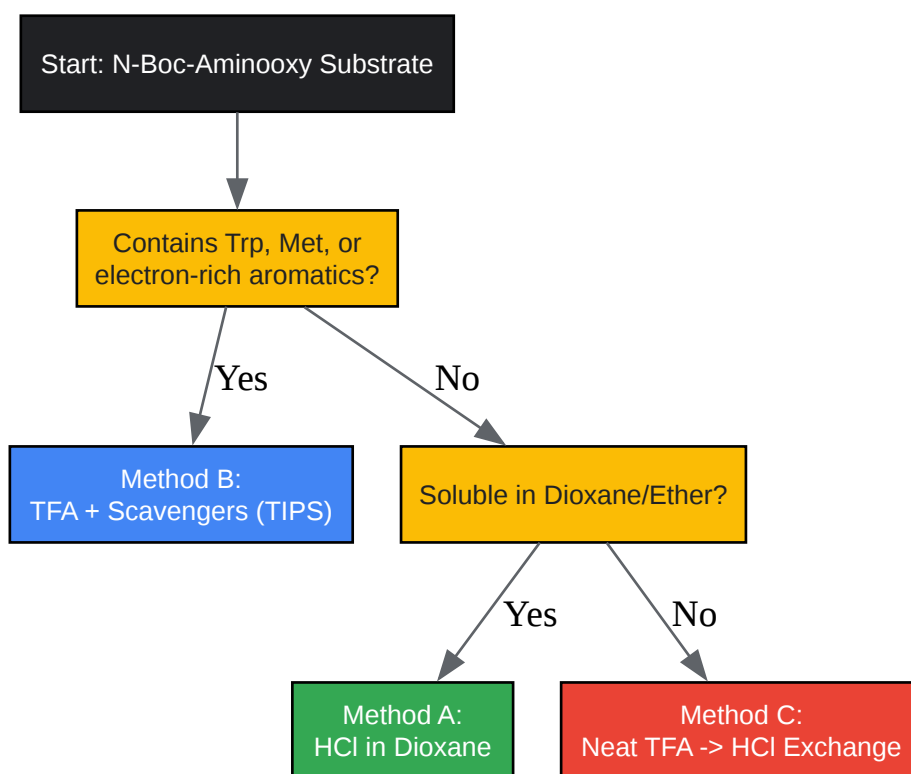 Start: N-Boc-Aminooxy Substrate
Contains Trp, Met, or
electron-rich aromatics?
Yes
No
Method B:
TFA + Scavengers (TIPS)
Soluble in Dioxane/Ether?
Yes
No
Method A:
HCl in Dioxane
Method C:
Neat TFA -> HCl Exchange